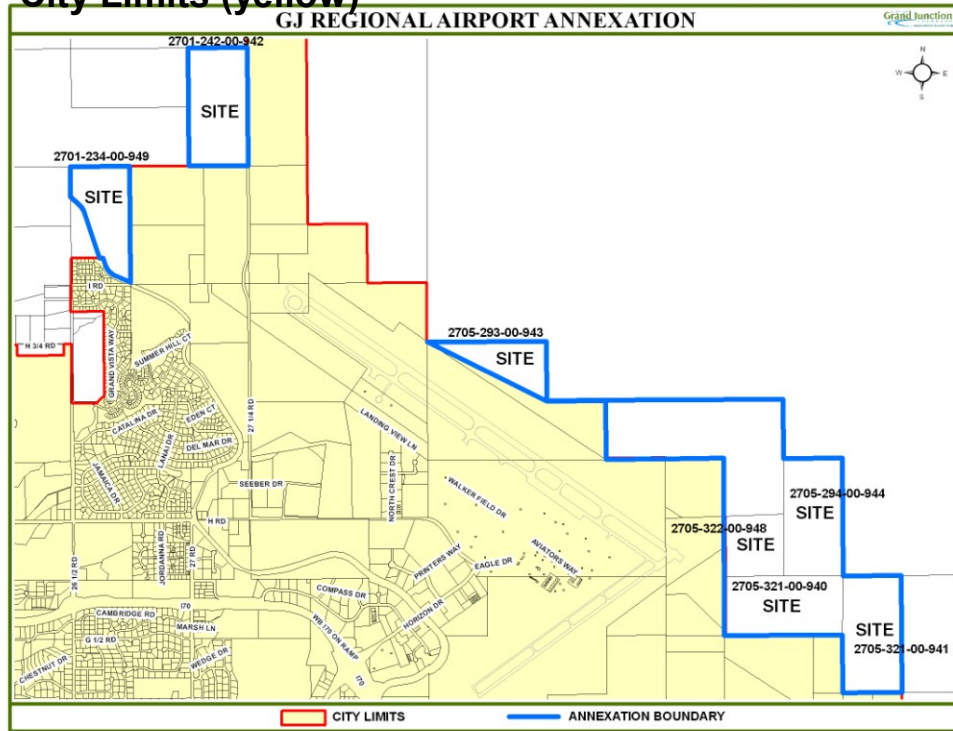 City Limits (yellow)
GJ REGIONAL AIRPORT ANNEXATION
Grand Junction
2701-242-00-942
N
W
E
S
SITE
2701-234-00-949
SITE
I RD
2705-293-00-943
SITE
H 3/4 RD
GRAND VISTA WAY
SUMMER HILL CT
27 1/4 RD
CATALINA DR
EDEN CT
LANAI DR
DEL MAR DR
LANDING VIEW LN
JAMAICA DR
SEEBER DR
NORTH CREST DR
WALKER FIELD DR
2705-294-00-944
SITE
H RD
2705-322-00-948
SITE
26 1/2 RD
JORDANNA RD
27 RD
PRINTERS WAY
EAGLE DR
AVIATORS WAY
2705-321-00-940
SITE
COMPASS DR
HORIZON DR
I70
CAMBRIDGE RD
MARSH LN
WB I70 ON RAMP
SITE
G 1/2 RD
2705-321-00-941
CHESTNUT DR
WEDGE DR
I70
CITY LIMITS
ANNEXATION BOUNDARY